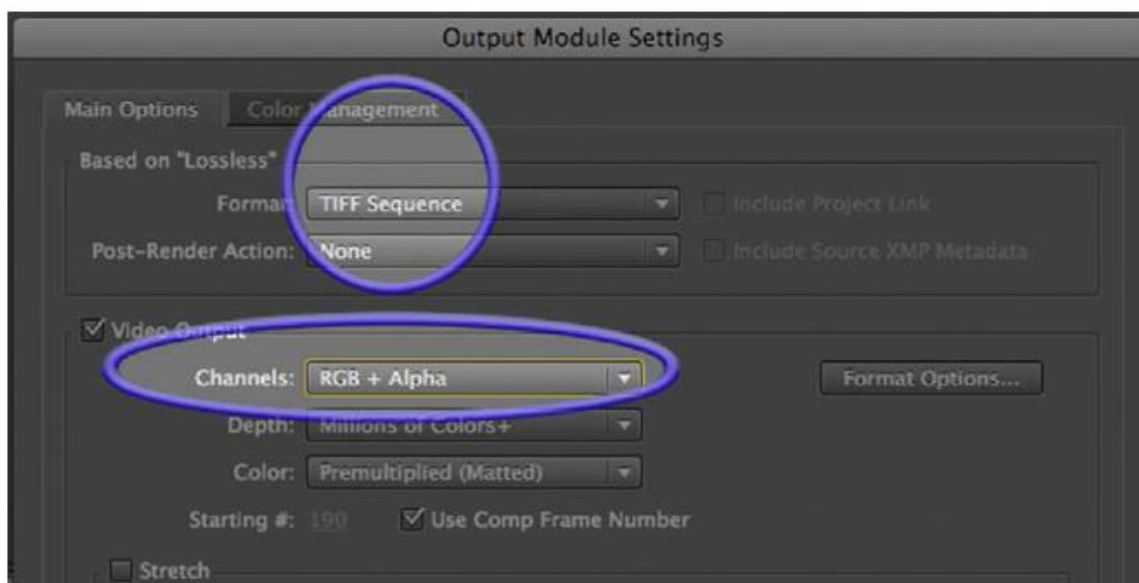 Output Module Settings
Main Options Color Management
Based on "Lossless"
Format: TIFF Sequence Include Project Link
Post-Render Action: None Include Source XMP Metadata
Video Output
Channels: RGB + Alpha Format Options...
Depth: Millions of Colors+
Color: Premultiplied (Matted)
Starting #: 190 Use Comp Frame Number
Stretch